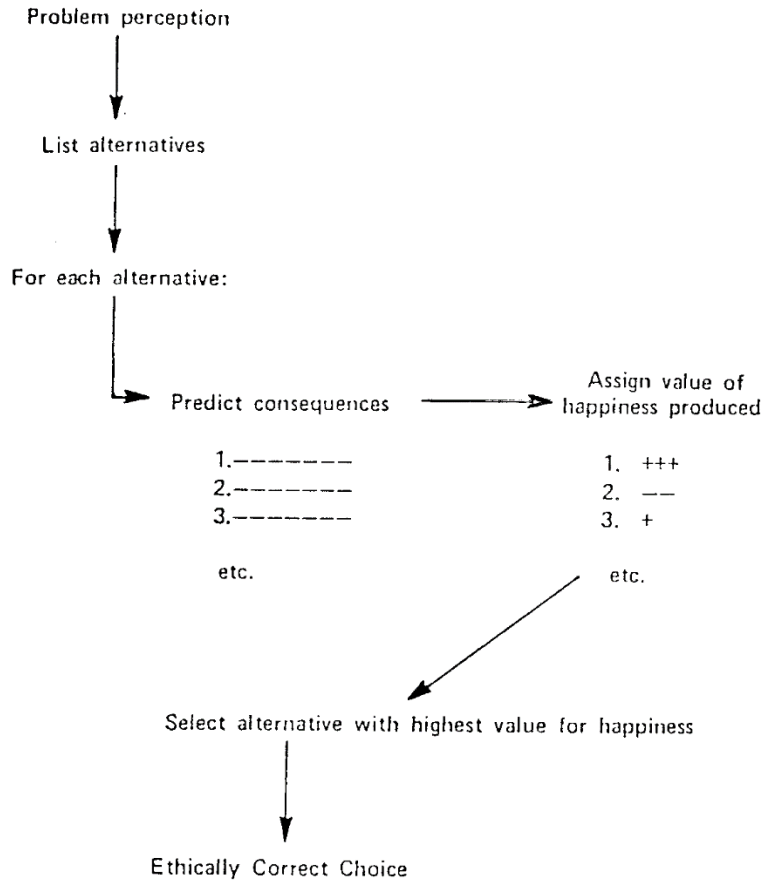 Problem perception
List alternatives
For each alternative:
Predict consequences
1.-------
2.-------
3.-------
etc.
Assign value of
happiness produced
1. +++
2. --
3. +
etc.
Select alternative with highest value for happiness
Ethically Correct Choice